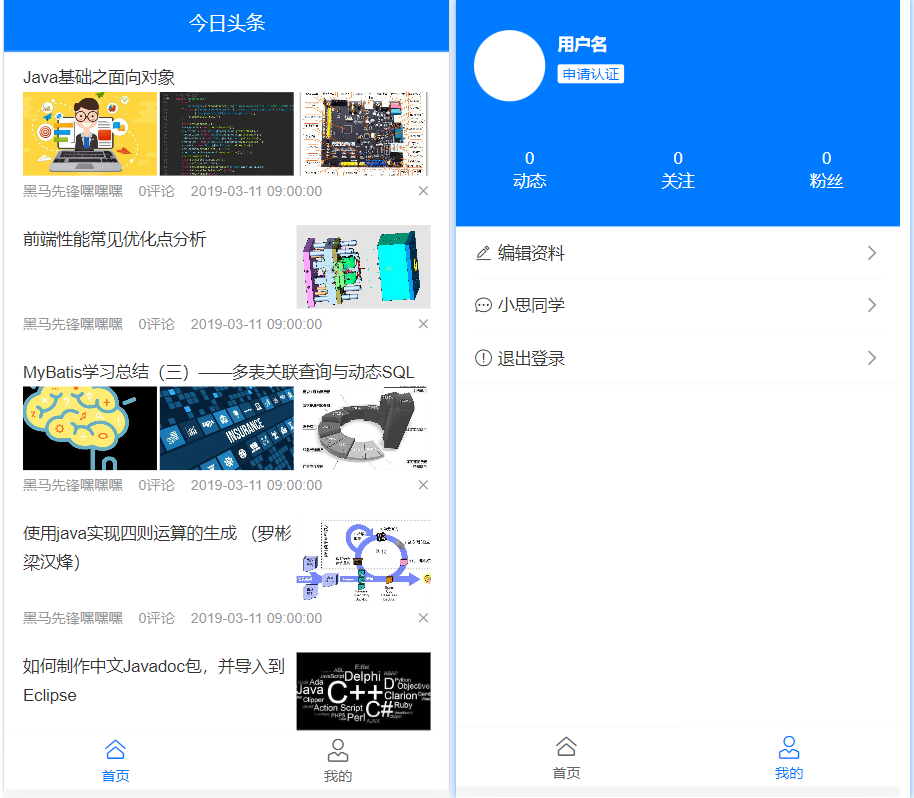 今日头条
Java基础之面向对象
黑马先锋嘿嘿嘿 0评论 2019-03-11 09:00:00
前端性能常见优化点分析
黑马先锋嘿嘿嘿 0评论 2019-03-11 09:00:00
MyBatis学习总结（三）——多表关联查询与动态SQL
INSURANCE
黑马先锋嘿嘿嘿 0评论 2019-03-11 09:00:00
使用java实现四则运算的生成 （罗彬
梁汉烽）
黑马先锋嘿嘿嘿 0评论 2019-03-11 09:00:00
如何制作中文Javadoc包，并导入到
Eclipse
Eiffel
Ada
Delphi
Java
Clipper
C++
D
Python
Objective
Clarion
Action Script
C#
Ruby
PHP5
Perl
AJAX
首页 我的
用户名
申请认证
0 0 0
动态 关注 粉丝
编辑资料
小思同学
退出登录
首页 我的